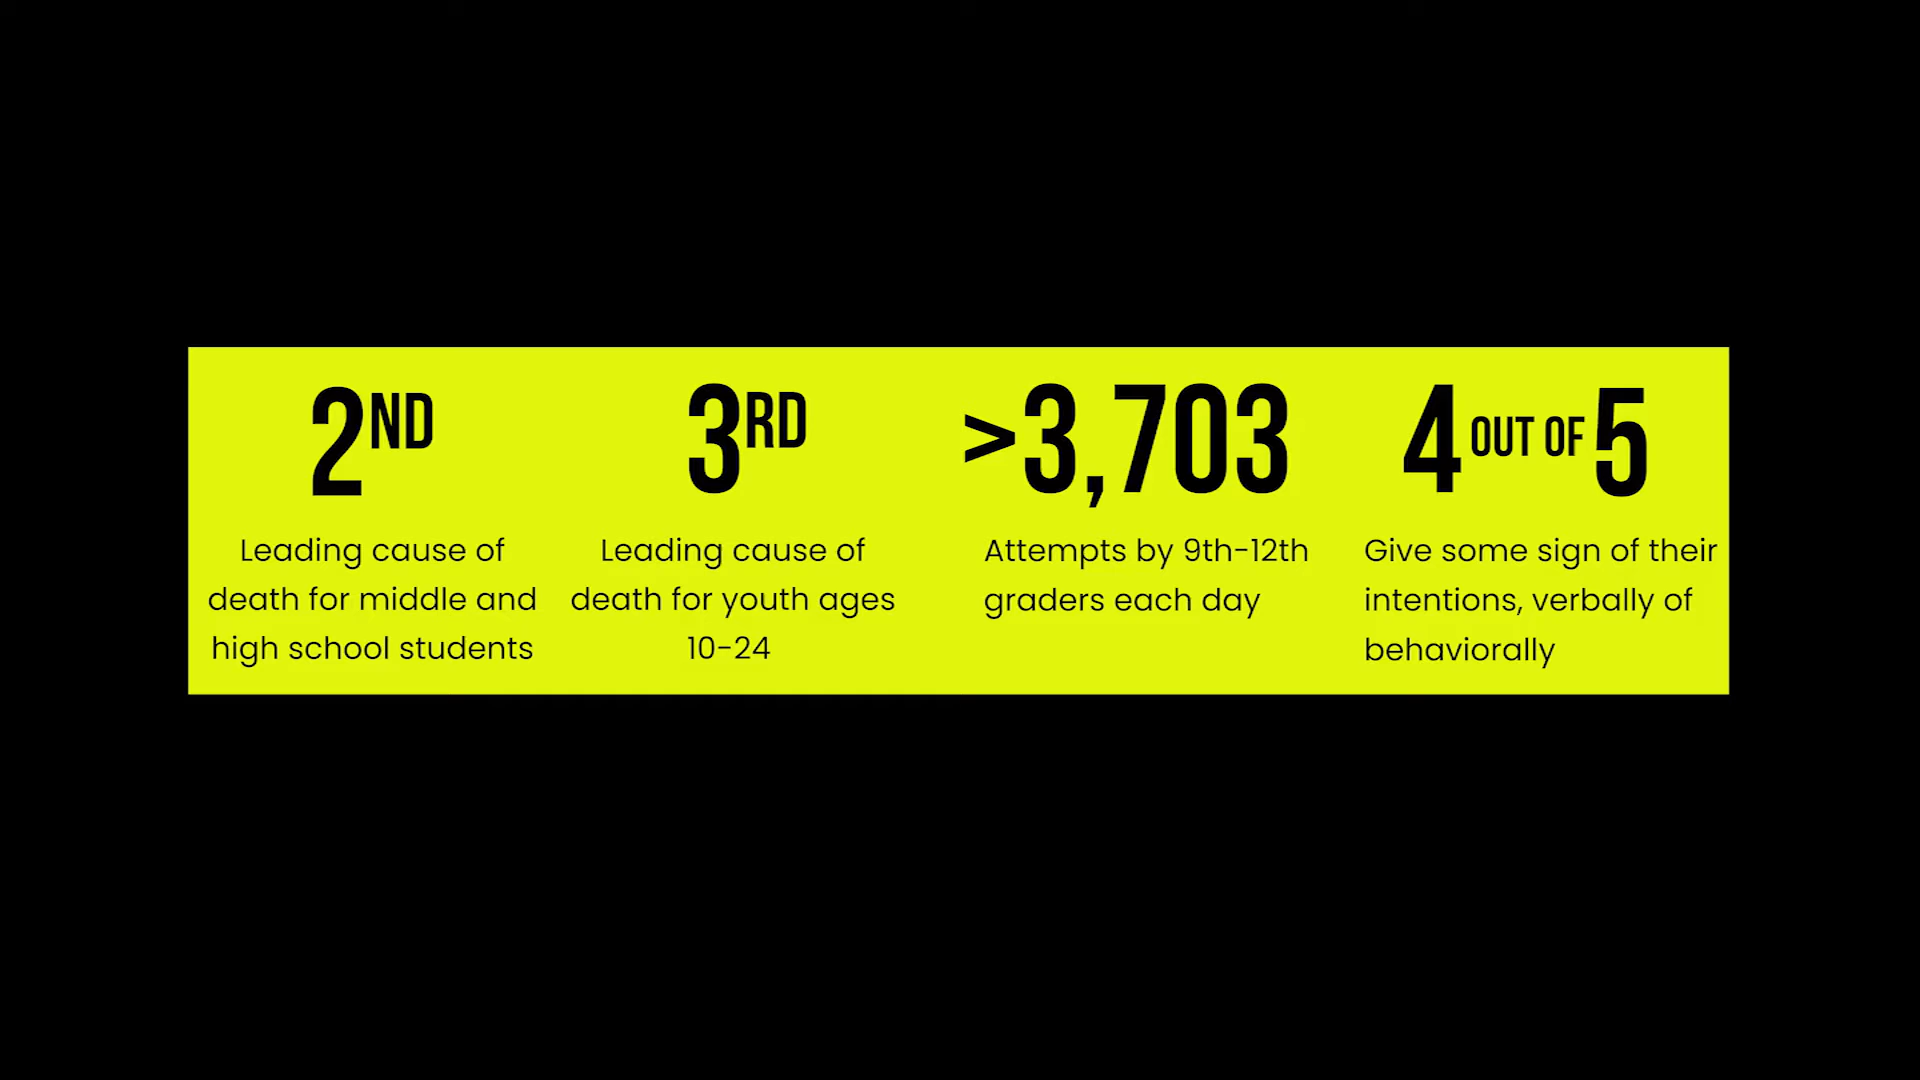 2ND
Leading cause of
death for middle and
high school students
3RD
Leading cause of
death for youth ages
10-24
>3,703
Attempts by 9th-12th
graders each day
4 OUT OF 5
Give some sign of their
intentions, verbally of
behaviorally